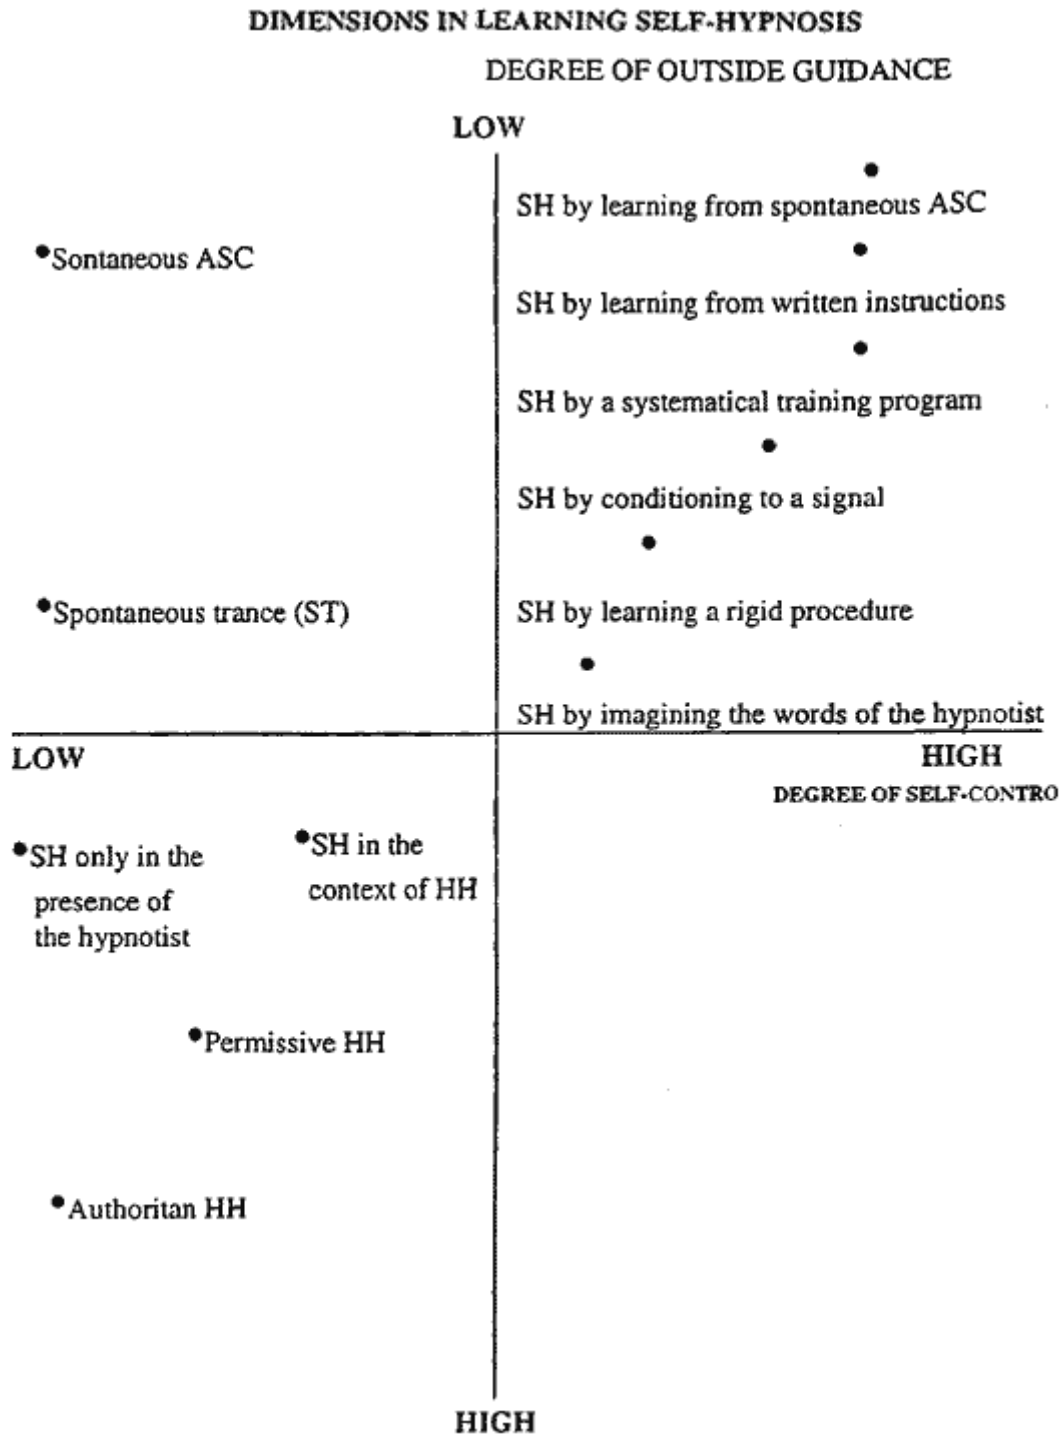 DIMENSIONS IN LEARNING SELF-HYPNOSIS
DEGREE OF OUTSIDE GUIDANCE
LOW
SH by learning from spontaneous ASC
Sontaneous ASC
SH by learning from written instructions
SH by a systematical training program
SH by conditioning to a signal
Spontaneous trance (ST)
SH by learning a rigid procedure
SH by imagining the words of the hypnotist
LOW
HIGH
DEGREE OF SELF-CONTRO
SH only in the
presence of
the hypnotist
SH in the
context of HH
Permissive HH
Authoritan HH
HIGH